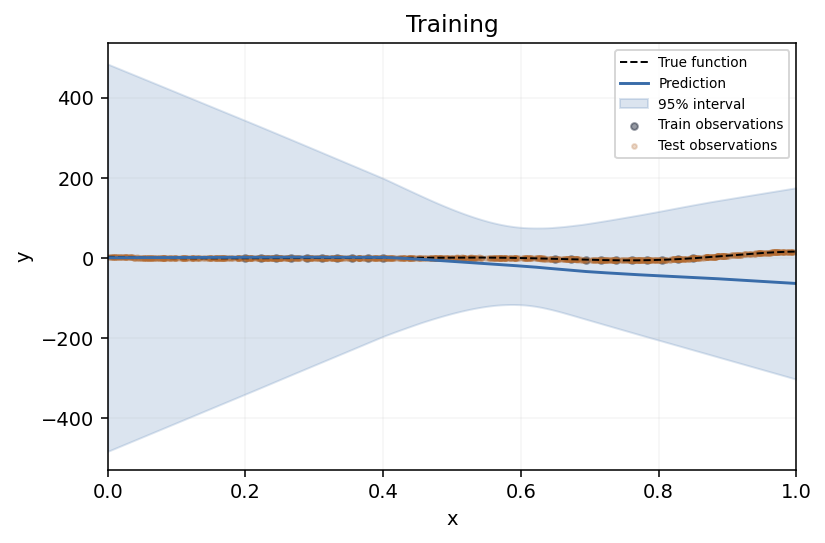 Training
True function
Prediction
95% interval
Train observations
Test observations
400
200
0
−200
−400
y
0.0 0.2 0.4 0.6 0.8 1.0
x